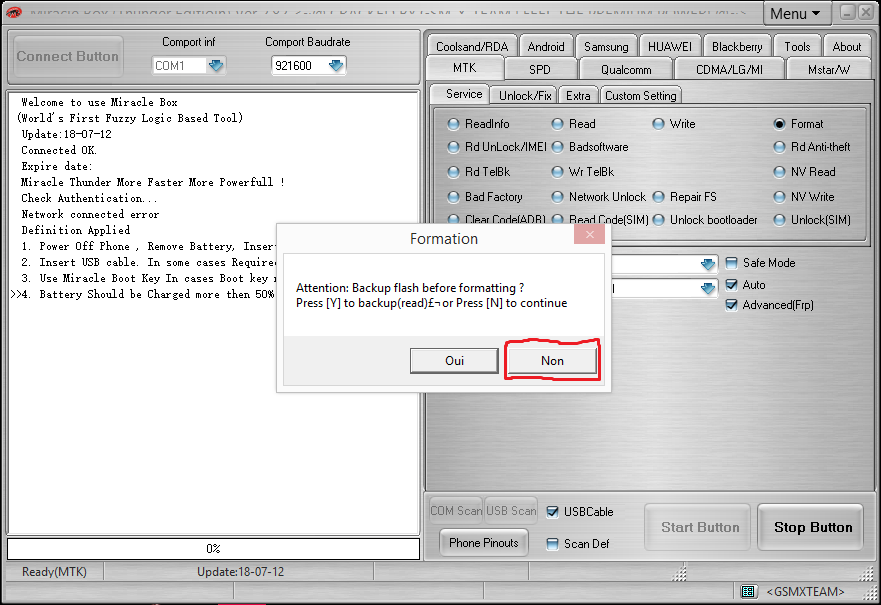 Menu
Connect Button
Comport inf
Comport Baudrate
COM1
921600
Coolsand/RDA Android Samsung HUAWEI Blackberry Tools About
MTK SPD Qualcomm CDMA/LG/MI Mstar/W
Service Unlock/Fix Extra Custom Setting
ReadInfo Read Write Format
Rd UnLock/IMEI Badsoftware Rd Anti-theft
Rd TelBk Wr TelBk NV Read
Bad Factory Network Unlock Repair FS NV Write
Clear Code(ADB) Read Code(SIM) Unlock bootloader Unlock(SIM)
Welcome to use Miracle Box
(World's First Fuzzy Logic Based Tool)
Update:18-07-12
Connected OK.
Expire date:
Miracle Thunder More Faster More Powerfull !
Check Authentication...
Network connected error
Definition Applied
1. Power Off Phone , Remove Battery, Insert
2. Insert USB cable. In some cases Require
3. Use Miracle Boot Key In cases Boot key
>>4. Battery Should be Charged more then 50%
Formation
Attention: Backup flash before formatting ?
Press [Y] to backup(read)£¬ or Press [N] to continue
Oui
Non
Safe Mode
Auto
Advanced(Frp)
COM Scan USB Scan USBCable
Phone Pinouts Scan Def
Start Button
Stop Button
0%
Ready(MTK)
Update:18-07-12
<GSMXTEAM>